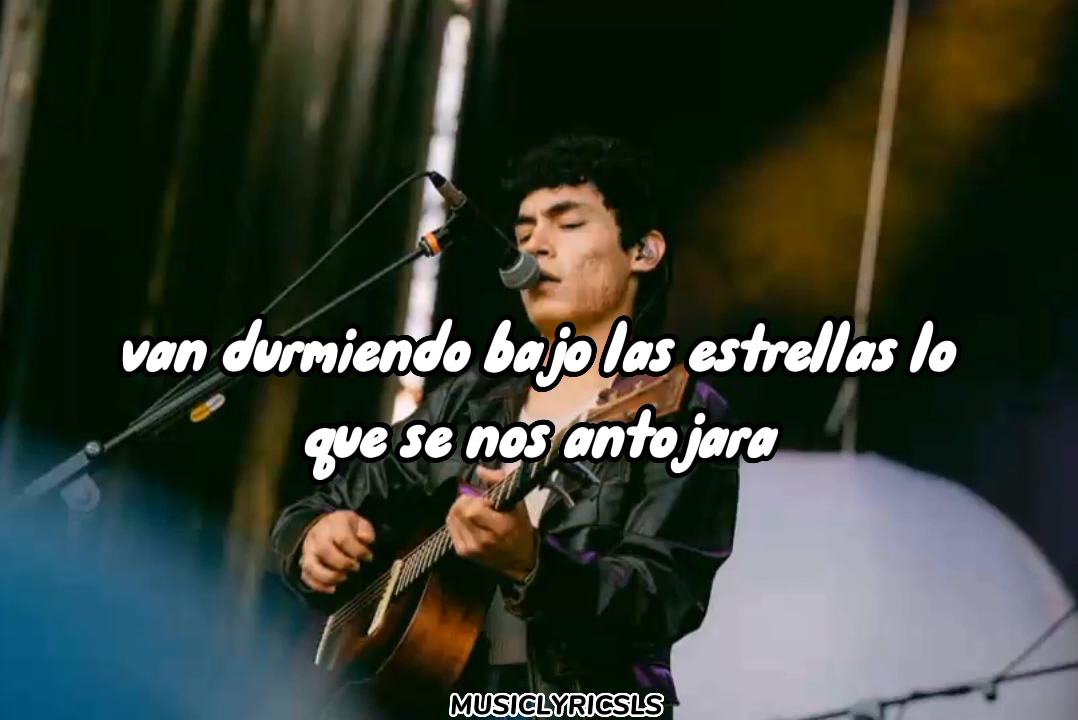 van durmiendo bajo las estrellas lo
que se nos antojara
MUSICLYRICSLS